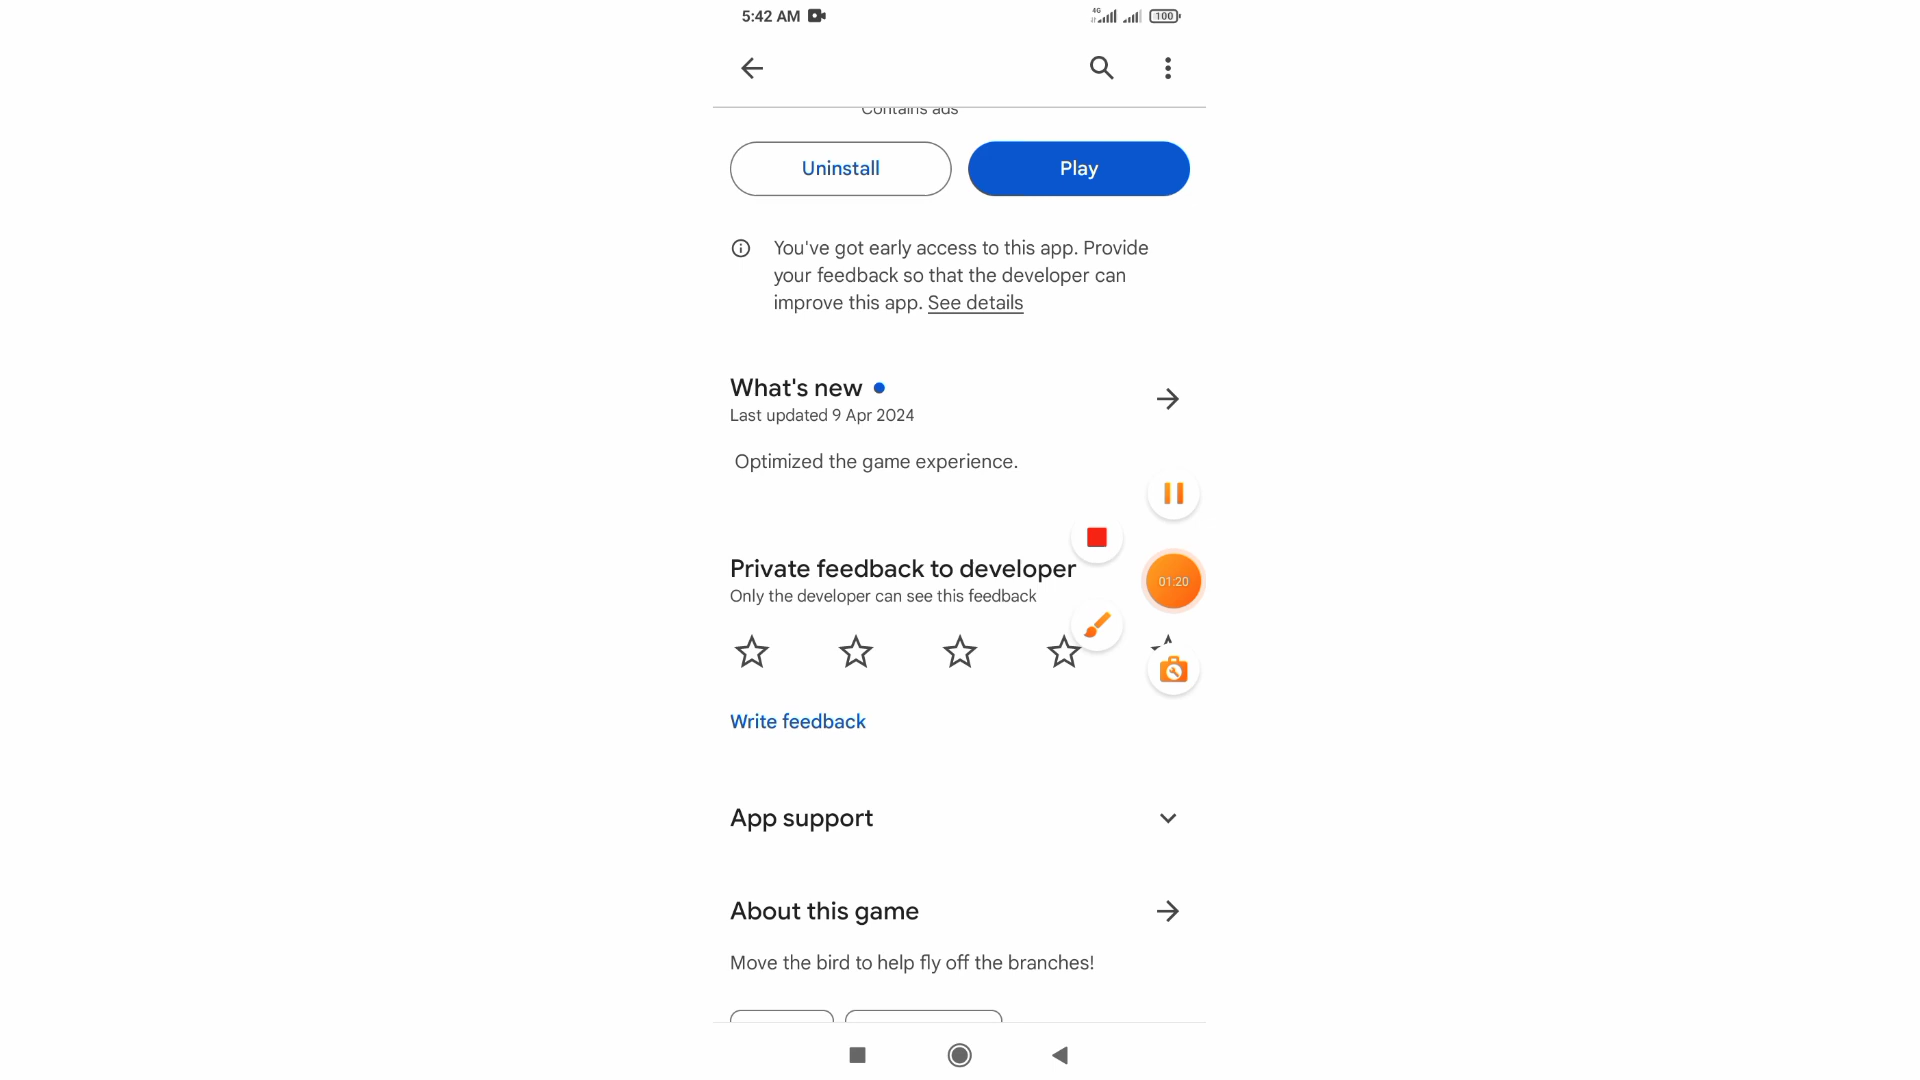 5:42 AM
4G
100
Contains ads
Uninstall
Play
You've got early access to this app. Provide
your feedback so that the developer can
improve this app. See details
What's new
Last updated 9 Apr 2024
Optimized the game experience.
Private feedback to developer
Only the developer can see this feedback
01:20
Write feedback
App support
About this game
Move the bird to help fly off the branches!